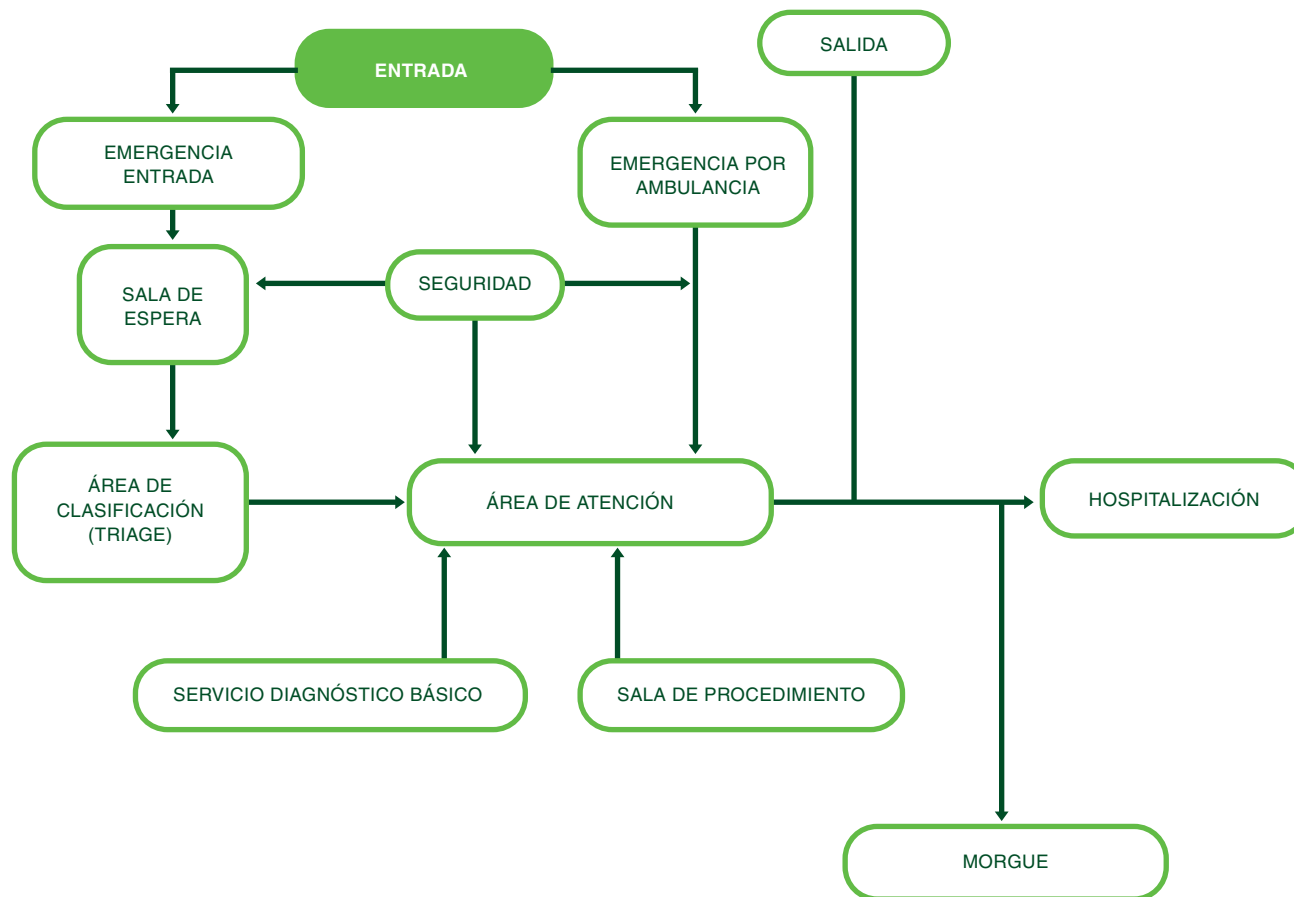 SALIDA
ENTRADA
EMERGENCIA
ENTRADA
EMERGENCIA POR
AMBULANCIA
SEGURIDAD
SALA DE
ESPERA
ÁREA DE
CLASIFICACIÓN
(TRIAGE)
ÁREA DE ATENCIÓN
HOSPITALIZACIÓN
SERVICIO DIAGNÓSTICO BÁSICO
SALA DE PROCEDIMIENTO
MORGUE